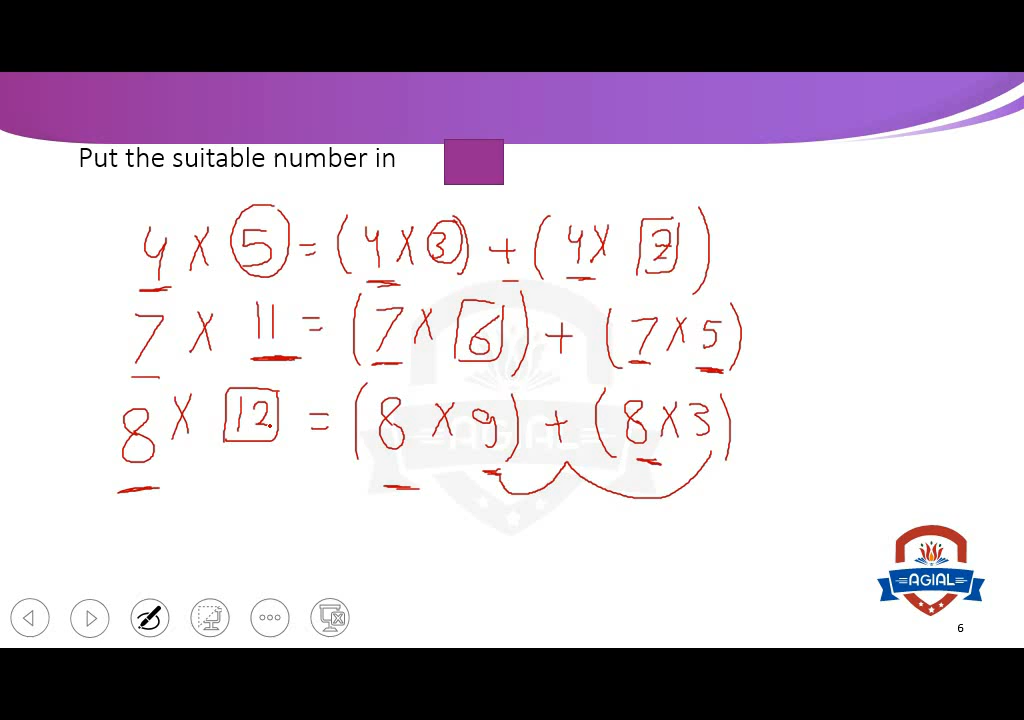 Put the suitable number in
4 × 5 = (4 × 3) + (4 × 2)
7 × 11 = (7 × 6) + (7 × 5)
8 × 12 = (8 × 9) + (8 × 3)
AGIAL
AGIAL
6